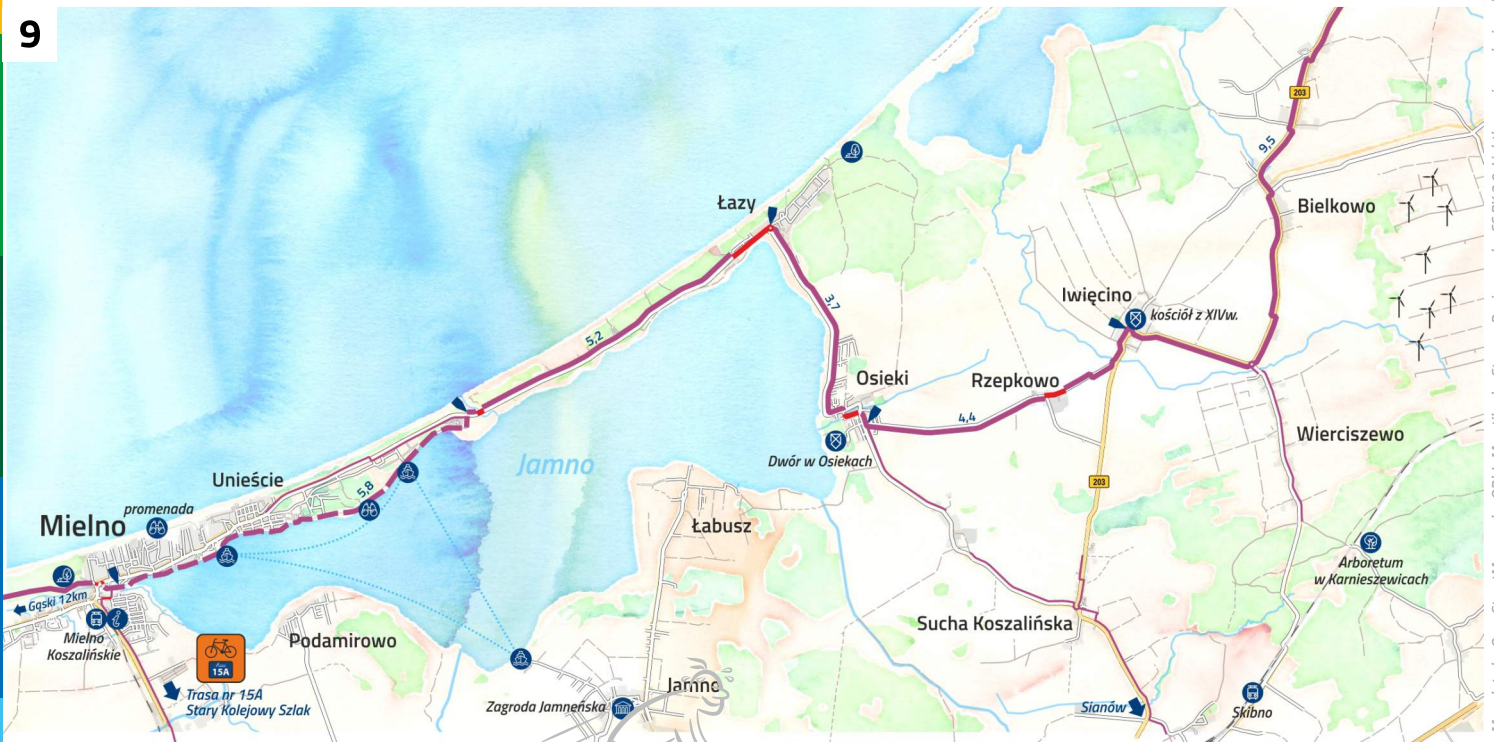 9
203
9,5
Łazy
Bielkowo
3,7
Iwięcino
kościół z XIVw.
5,2
Osieki
Rzepkowo
4,4
Wierciszewo
Dwór w Osiekach
Jamno
203
Unieście
5,8
promenada
Mielno
Łabusz
Arboretum
w Karnieszewicach
Gąski 12km
Sucha Koszalińska
Podamirowo
Mielno
Koszalińskie
15A
Trasa nr 15A
Stary Kolejowy Szlak
Jamno
Zagroda Jamneńska
Sianów
Skibno